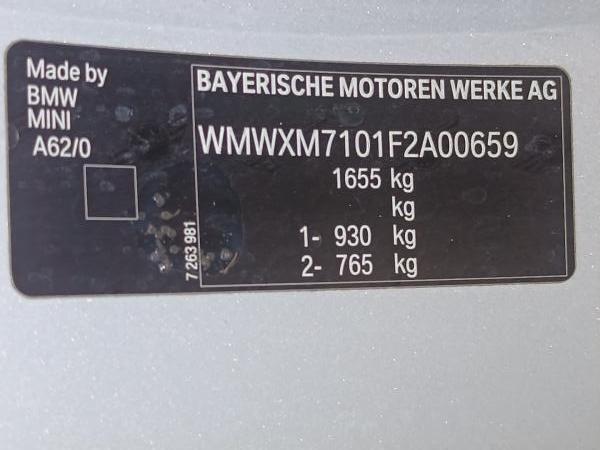 Made by
BMW
MINI
A62/0
7 263 981
BAYERISCHE MOTOREN WERKE AG
WMWXM7101F2A00659
1655 kg
kg
1- 930 kg
2- 765 kg